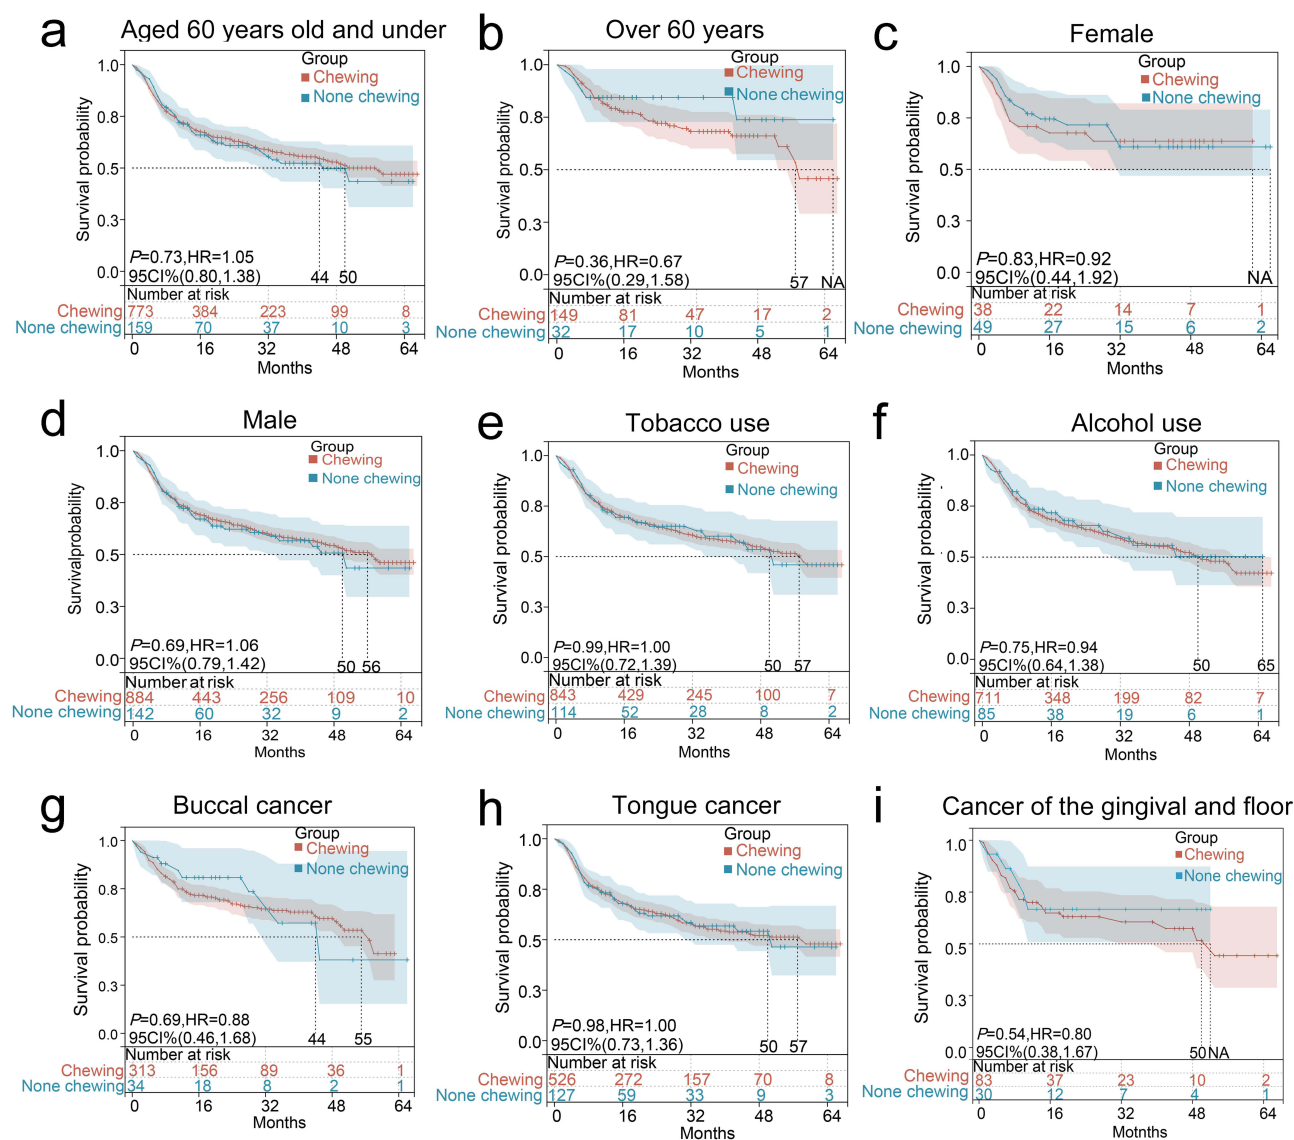 a Aged 60 years old and under
Group
Chewing
None chewing
Survival probability
1.0
0.8
0.5
0.3
0.0
P=0.73,HR=1.05
95CI%(0.80,1.38)
44 50
Number at risk
Chewing 773 384 223 99 8
None chewing 159 70 37 10 3
0 16 32 48 64
Months
b Over 60 years
Group
Chewing
None chewing
Survival probability
1.0
0.8
0.5
0.3
0.0
P=0.36,HR=0.67
95CI%(0.29,1.58)
57 NA
Number at risk
Chewing 149 81 47 17 2
None chewing 32 17 10 5 1
0 16 32 48 64
Months
c Female
Group
Chewing
None chewing
Survival probability
1.0
0.8
0.5
0.3
0.0
P=0.83,HR=0.92
95CI%(0.44,1.92)
NA
Number at risk
Chewing 38 22 14 7 1
None chewing 49 27 15 6 2
0 16 32 48 64
Months
d Male
Group
Chewing
None chewing
Survivalprobability
1.0
0.8
0.5
0.3
0.0
P=0.69,HR=1.06
95CI%(0.79,1.42)
50 56
Number at risk
Chewing 884 443 256 109 10
None chewing 142 60 32 9 2
0 16 32 48 64
Months
e Tobacco use
Group
Chewing
None chewing
Survival probability
1.0
0.8
0.5
0.3
0.0
P=0.99,HR=1.00
95CI%(0.72,1.39)
50 57
Number at risk
Chewing 843 429 245 100 7
None chewing 114 52 28 8 2
0 16 32 48 64
Months
f Alcohol use
Group
Chewing
None chewing
Survival probability
1.0
0.8
0.5
0.3
0.0
P=0.75,HR=0.94
95CI%(0.64,1.38)
50 65
Number at risk
Chewing 711 348 199 82 7
None chewing 85 38 19 6 1
0 16 32 48 64
Months
g Buccal cancer
Group
Chewing
None chewing
Survival probability
1.0
0.8
0.5
0.3
0.0
P=0.69,HR=0.88
95CI%(0.46,1.68)
44 55
Number at risk
Chewing 313 156 89 36 1
None chewing 34 18 8 2 1
0 16 32 48 64
Months
h Tongue cancer
Group
Chewing
None chewing
Survival probability
1.0
0.8
0.5
0.3
0.0
P=0.98,HR=1.00
95CI%(0.73,1.36)
50 57
Number at risk
Chewing 526 272 157 70 8
None chewing 127 59 33 9 3
0 16 32 48 64
Months
i Cancer of the gingival and floor
Group
Chewing
None chewing
Survival probability
1.0
0.8
0.5
0.3
0.0
P=0.54,HR=0.80
95CI%(0.38,1.67)
50 NA
Number at risk
Chewing 83 37 23 10 2
None chewing 30 12 7 4 1
0 16 32 48 64
Months